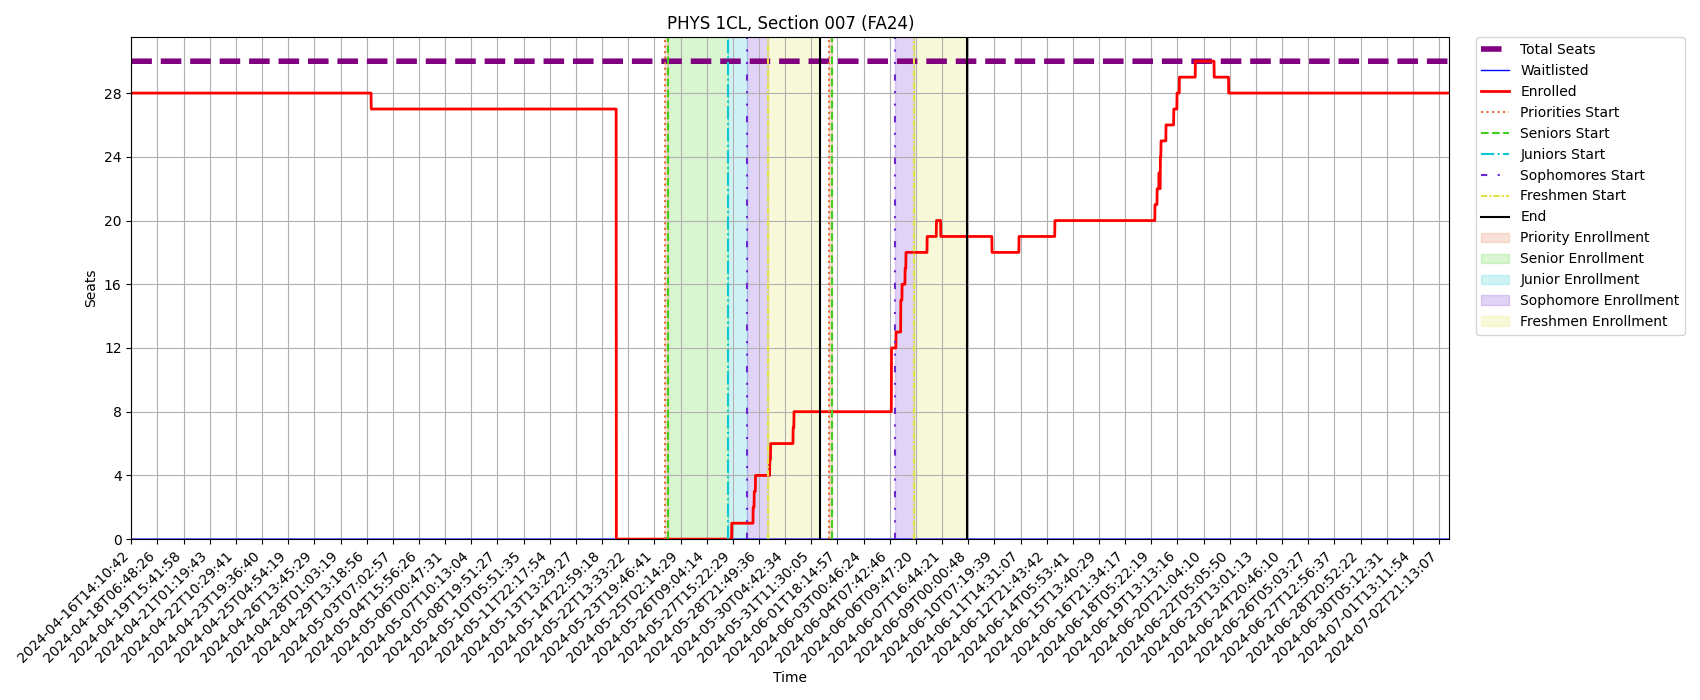 PHYS 1CL, Section 007 (FA24)
Seats
28
24
20
16
12
8
4
0
2024-04-16T14:10:42
2024-04-18T06:48:26
2024-04-19T15:41:58
2024-04-21T01:19:43
2024-04-22T10:29:41
2024-04-23T19:36:40
2024-04-25T04:54:19
2024-04-26T13:45:29
2024-04-28T01:03:19
2024-04-29T13:18:56
2024-05-03T07:02:57
2024-05-04T15:56:26
2024-05-06T00:47:31
2024-05-07T10:13:04
2024-05-08T19:51:27
2024-05-10T05:51:35
2024-05-11T22:17:54
2024-05-13T13:29:27
2024-05-14T22:59:18
2024-05-22T13:33:22
2024-05-23T19:46:41
2024-05-25T02:14:29
2024-05-26T09:04:14
2024-05-27T15:22:29
2024-05-28T21:49:36
2024-05-30T04:42:34
2024-05-31T11:30:05
2024-06-01T18:14:57
2024-06-03T00:46:24
2024-06-04T07:42:46
2024-06-06T09:47:20
2024-06-07T16:44:21
2024-06-09T00:00:48
2024-06-10T07:19:39
2024-06-11T14:31:07
2024-06-12T21:43:42
2024-06-14T05:53:41
2024-06-15T13:40:29
2024-06-16T21:34:17
2024-06-18T05:22:19
2024-06-19T13:13:16
2024-06-20T21:04:10
2024-06-22T05:05:50
2024-06-23T13:01:13
2024-06-24T20:46:10
2024-06-26T05:03:27
2024-06-27T12:56:37
2024-06-28T20:52:22
2024-06-30T05:12:31
2024-07-01T13:11:54
2024-07-02T21:13:07
Time
Total Seats
Waitlisted
Enrolled
Priorities Start
Seniors Start
Juniors Start
Sophomores Start
Freshmen Start
End
Priority Enrollment
Senior Enrollment
Junior Enrollment
Sophomore Enrollment
Freshmen Enrollment